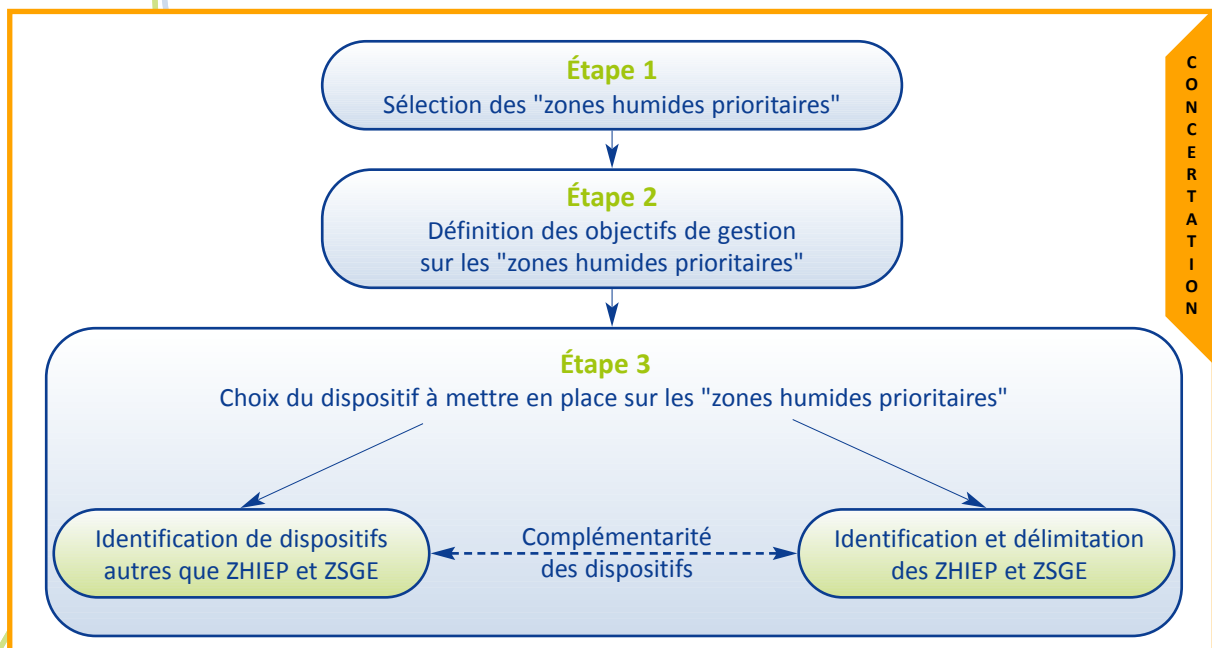 Étape 1
Sélection des "zones humides prioritaires"
Étape 2
Définition des objectifs de gestion
sur les "zones humides prioritaires"
Étape 3
Choix du dispositif à mettre en place sur les "zones humides prioritaires"
Identification de dispositifs
autres que ZHIEP et ZSGE
Complémentarité
des dispositifs
Identification et délimitation
des ZHIEP et ZSGE
CONCERTATION